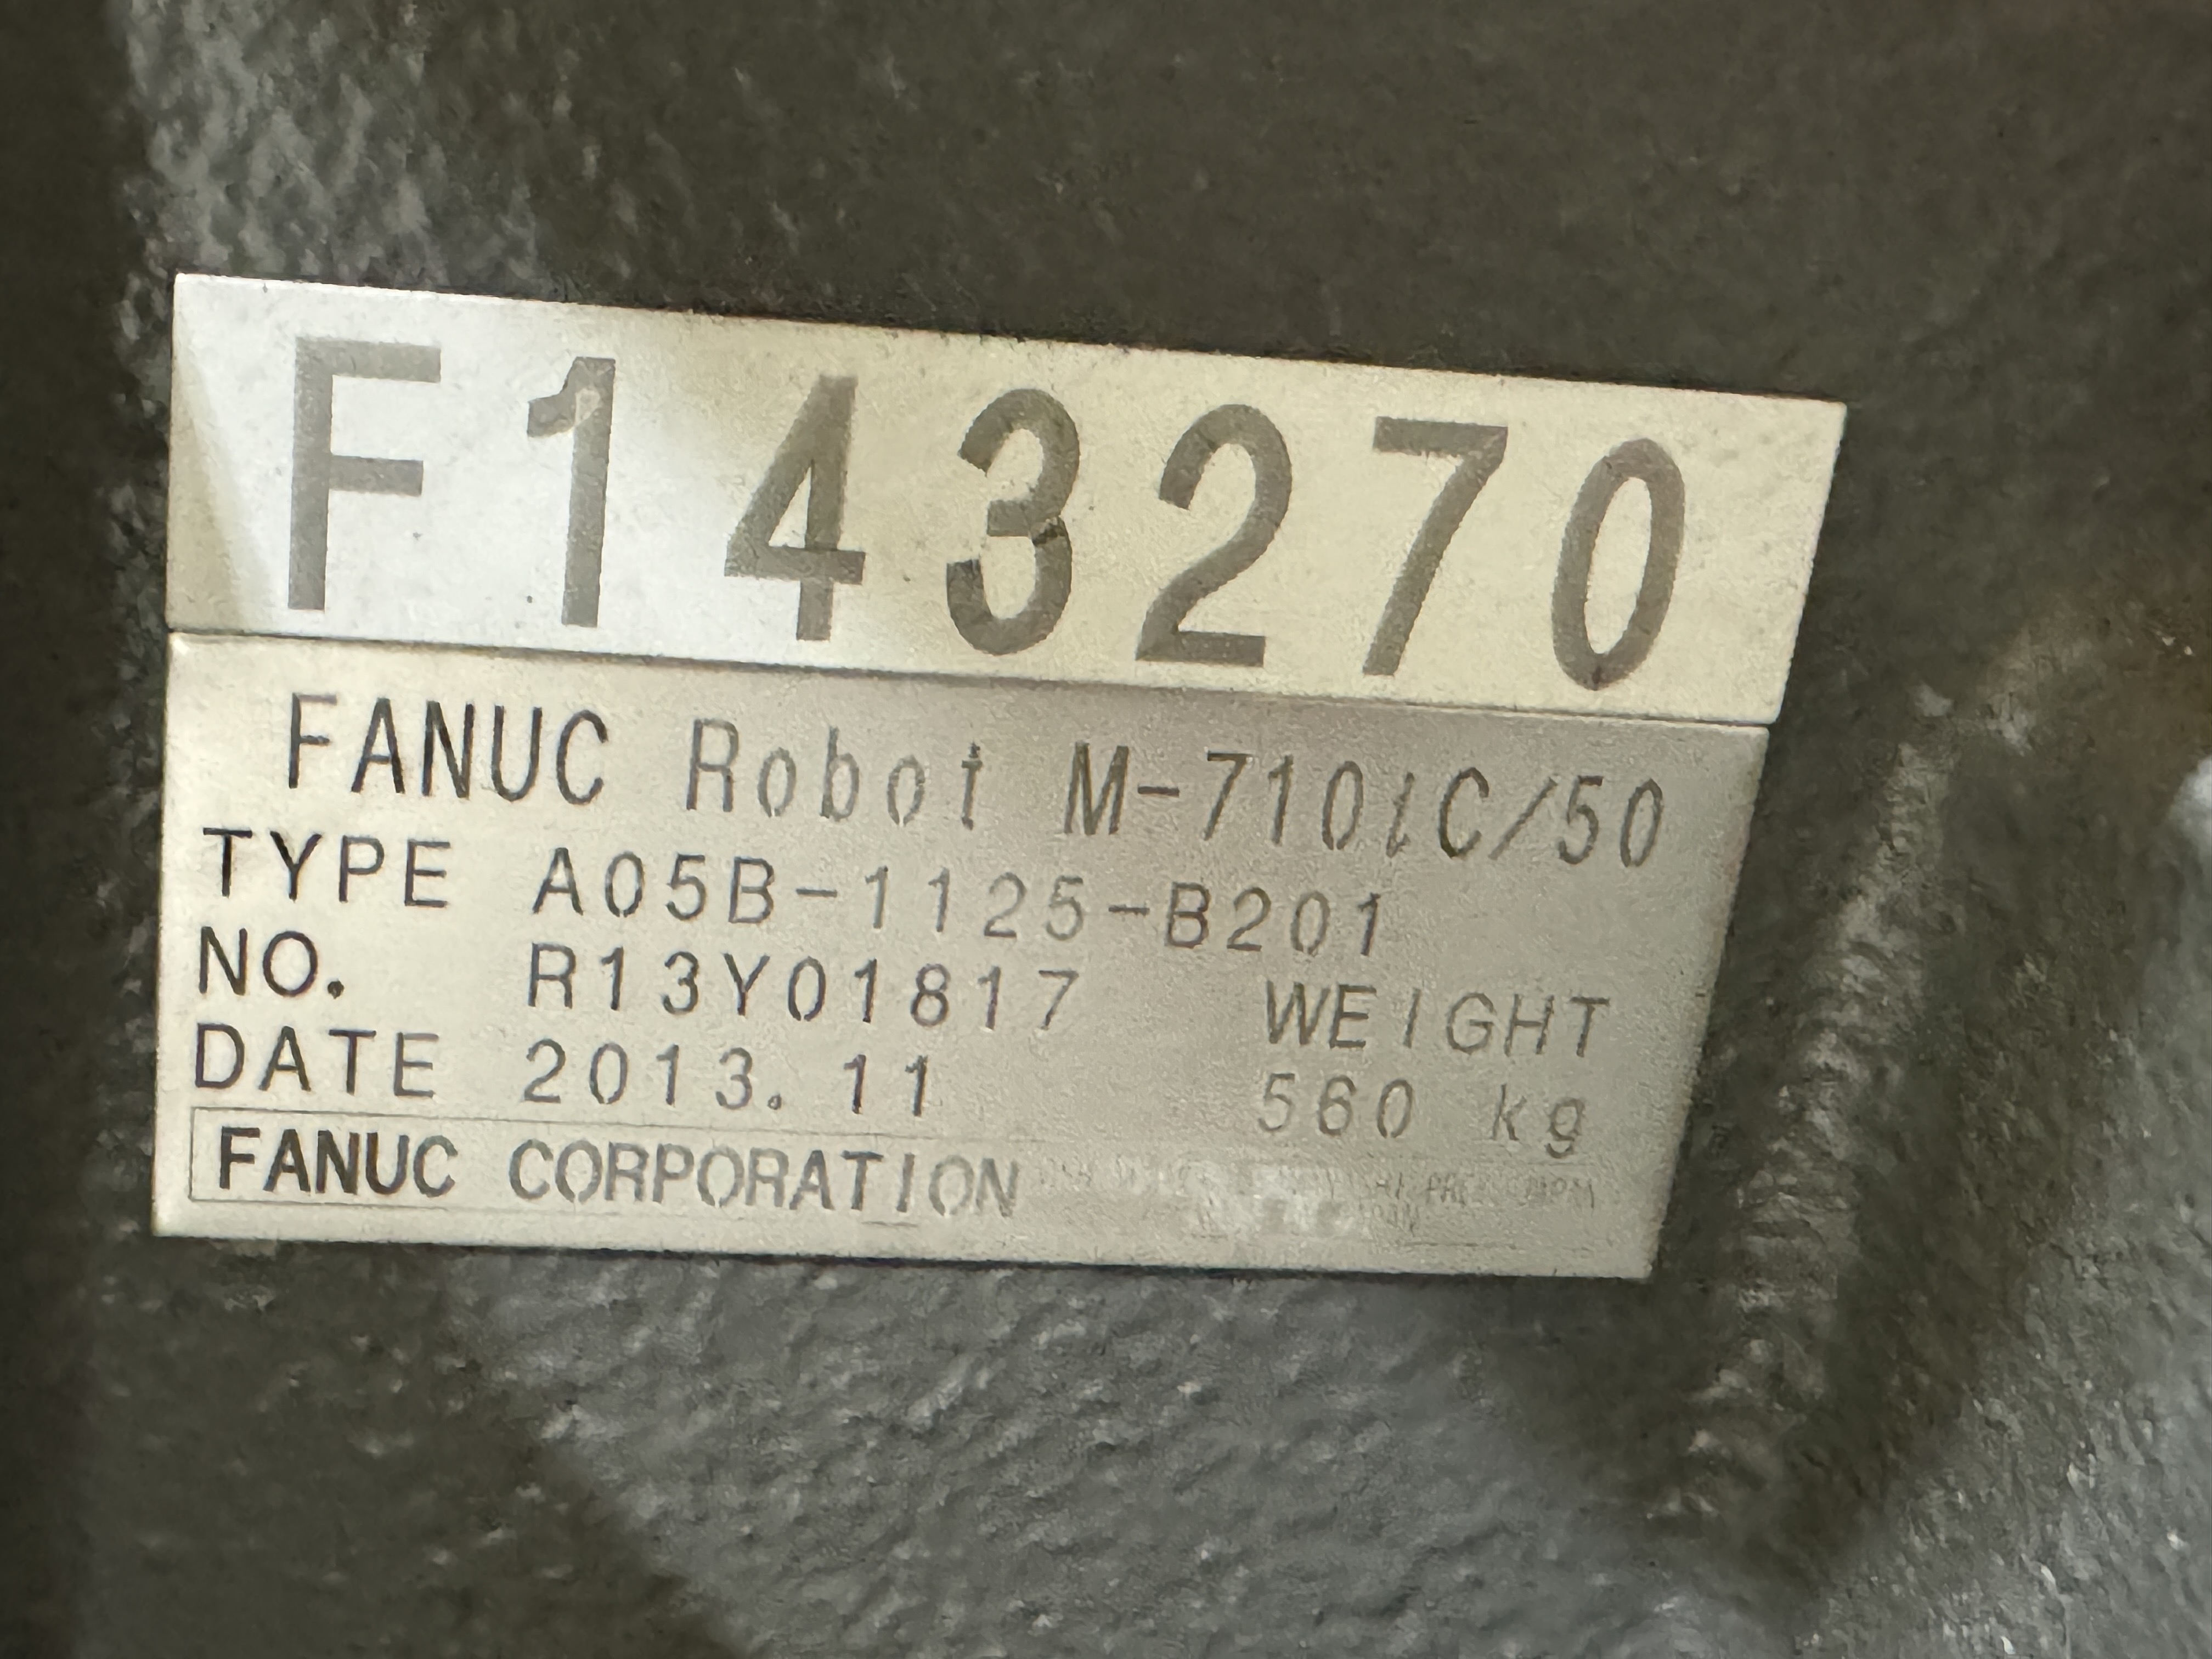 F143270
FANUC Robot M-710iC/50
TYPE A05B-1125-B201
NO. R13Y01817 WEIGHT
DATE 2013.11 560 kg
FANUC CORPORATION